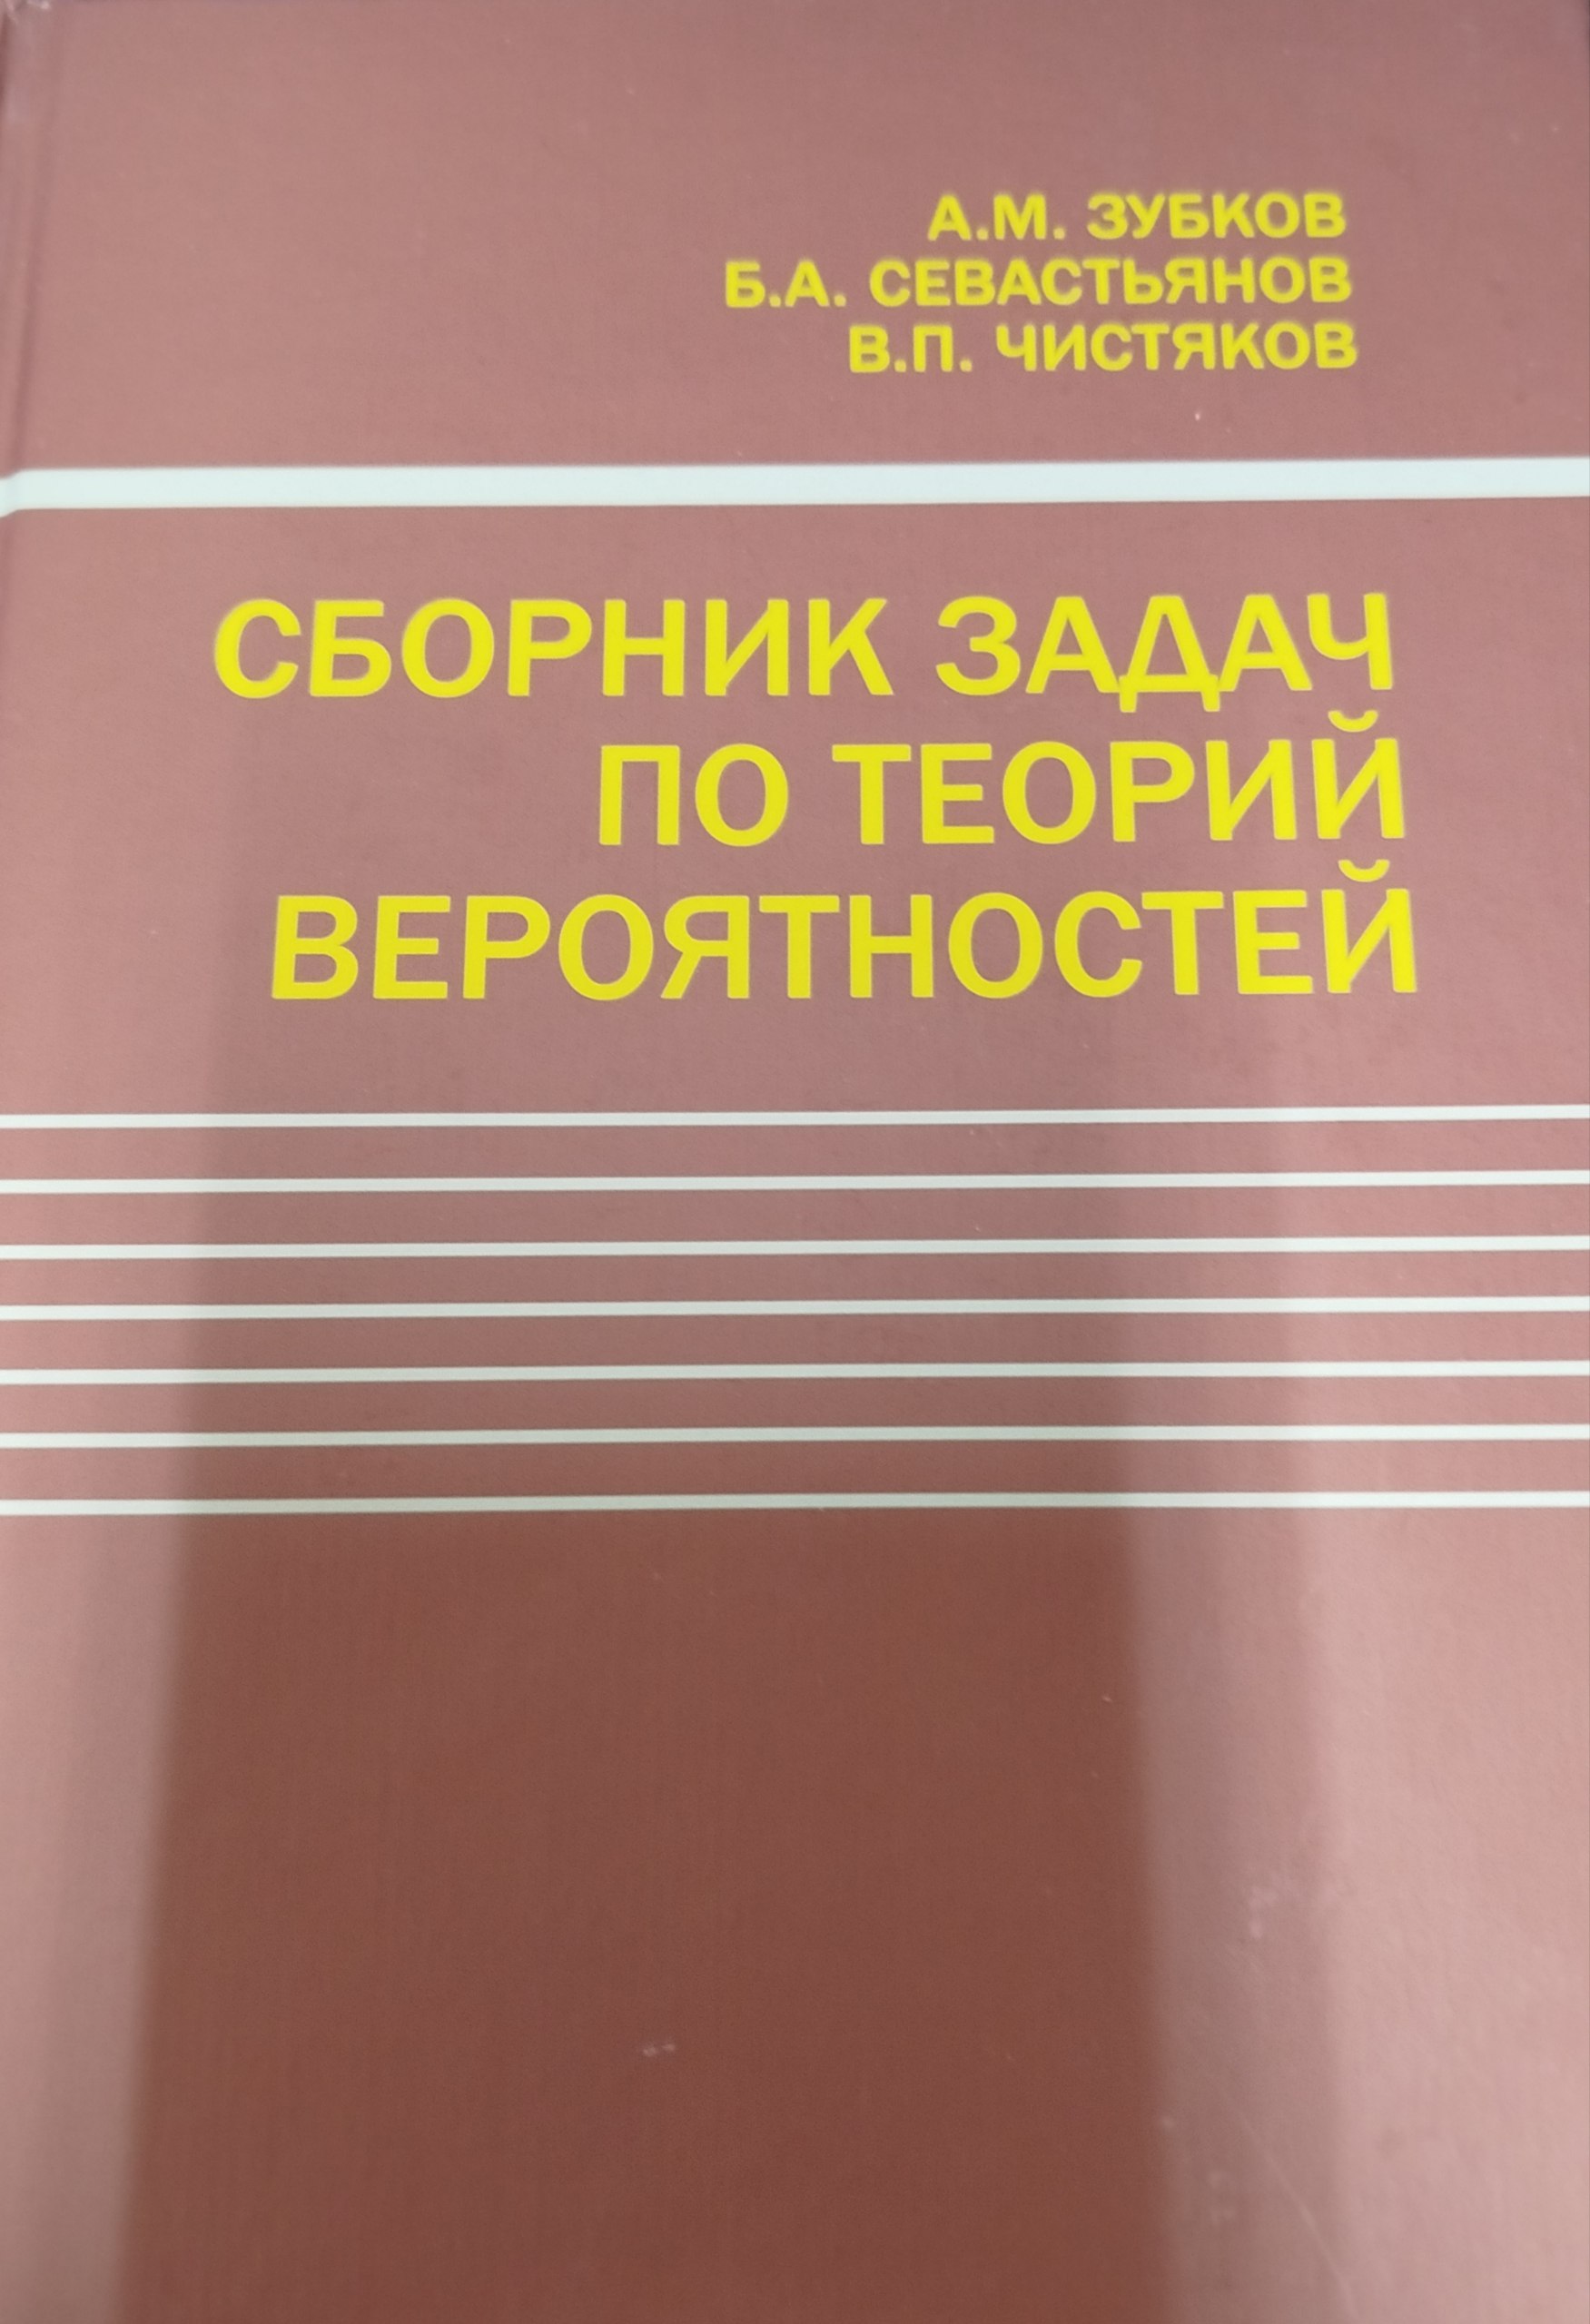 А.М. ЗУБКОВ
Б.А. СЕВАСТЬЯНОВ
В.П. ЧИСТЯКОВ
СБОРНИК ЗАДАЧ
ПО ТЕОРИЙ
ВЕРОЯТНОСТЕЙ